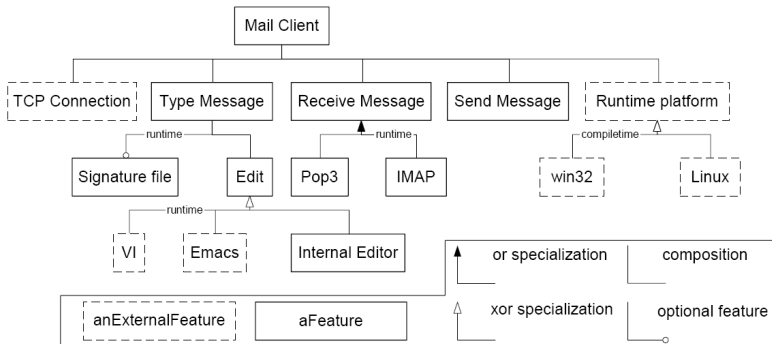 Mail Client
TCP Connection
Type Message
Receive Message
Send Message
Runtime platform
runtime
runtime
compiletime
Signature file
Edit
Pop3
IMAP
win32
Linux
runtime
VI
Emacs
Internal Editor
or specialization
composition
anExternalFeature
aFeature
xor specialization
optional feature